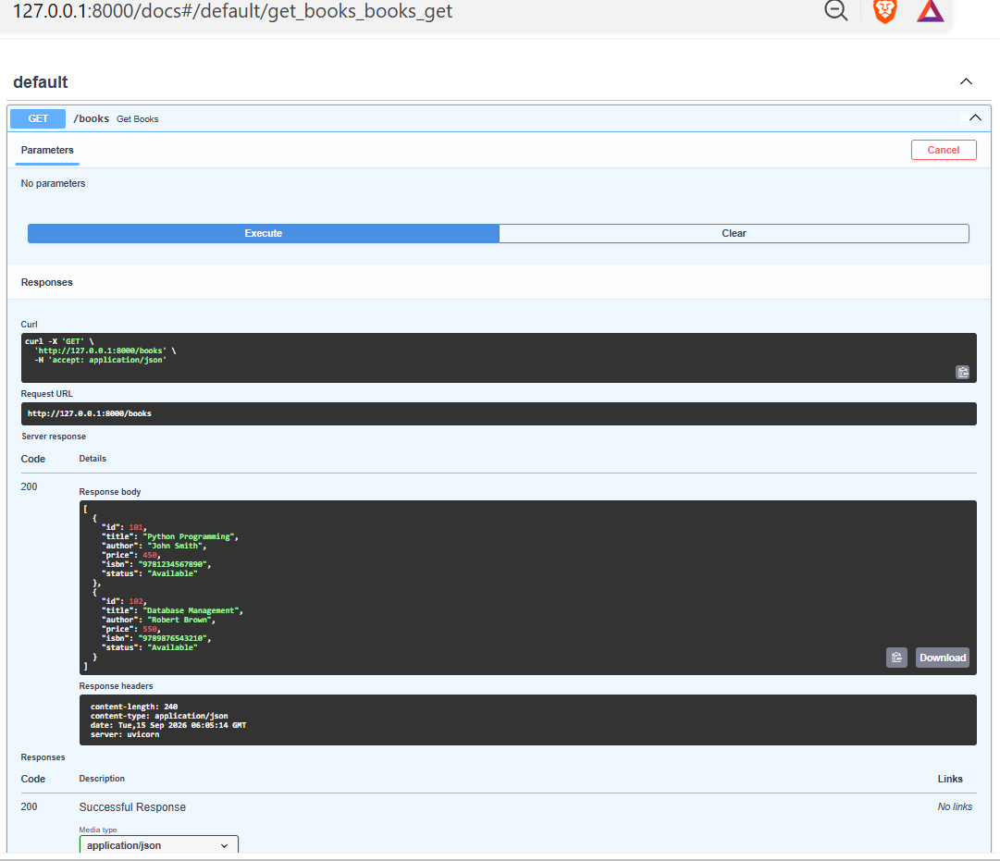 127.0.0.1:8000/docs#/default/get_books_books_get
default
GET /books Get Books
Parameters Cancel
No parameters
Execute Clear
Responses
Curl
curl -X 'GET' \
'http://127.0.0.1:8000/books' \
-H 'accept: application/json'
Request URL
http://127.0.0.1:8000/books
Server response
Code Details
200
Response body
[
{
"id": 101,
"title": "Python Programming",
"author": "John Smith",
"price": 450,
"isbn": "9781234567890",
"status": "Available"
},
{
"id": 102,
"title": "Database Management",
"author": "Robert Brown",
"price": 550,
"isbn": "9789876543210",
"status": "Available"
}
]
Download
Response headers
content-length: 240
content-type: application/json
date: Tue,15 Sep 2026 06:05:14 GMT
server: uvicorn
Responses
Code Description Links
200 Successful Response No links
Media type
application/json